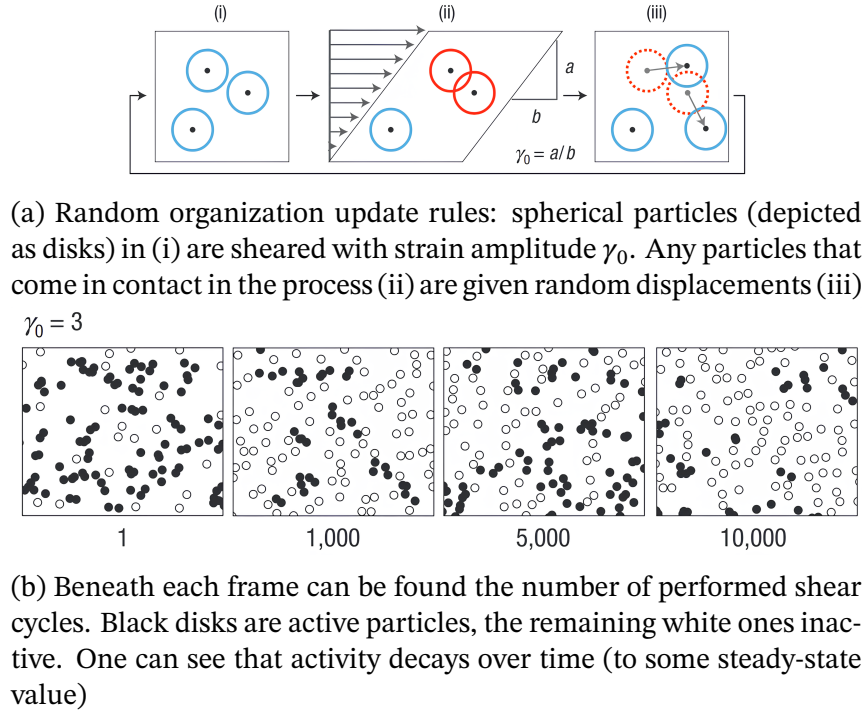 (i) (ii) (iii)
a
b
γ₀ = a/b
(a) Random organization update rules: spherical particles (depicted
as disks) in (i) are sheared with strain amplitude γ₀. Any particles that
come in contact in the process (ii) are given random displacements (iii)
γ₀ = 3
1 1,000 5,000 10,000
(b) Beneath each frame can be found the number of performed shear
cycles. Black disks are active particles, the remaining white ones inac-
tive. One can see that activity decays over time (to some steady-state
value)